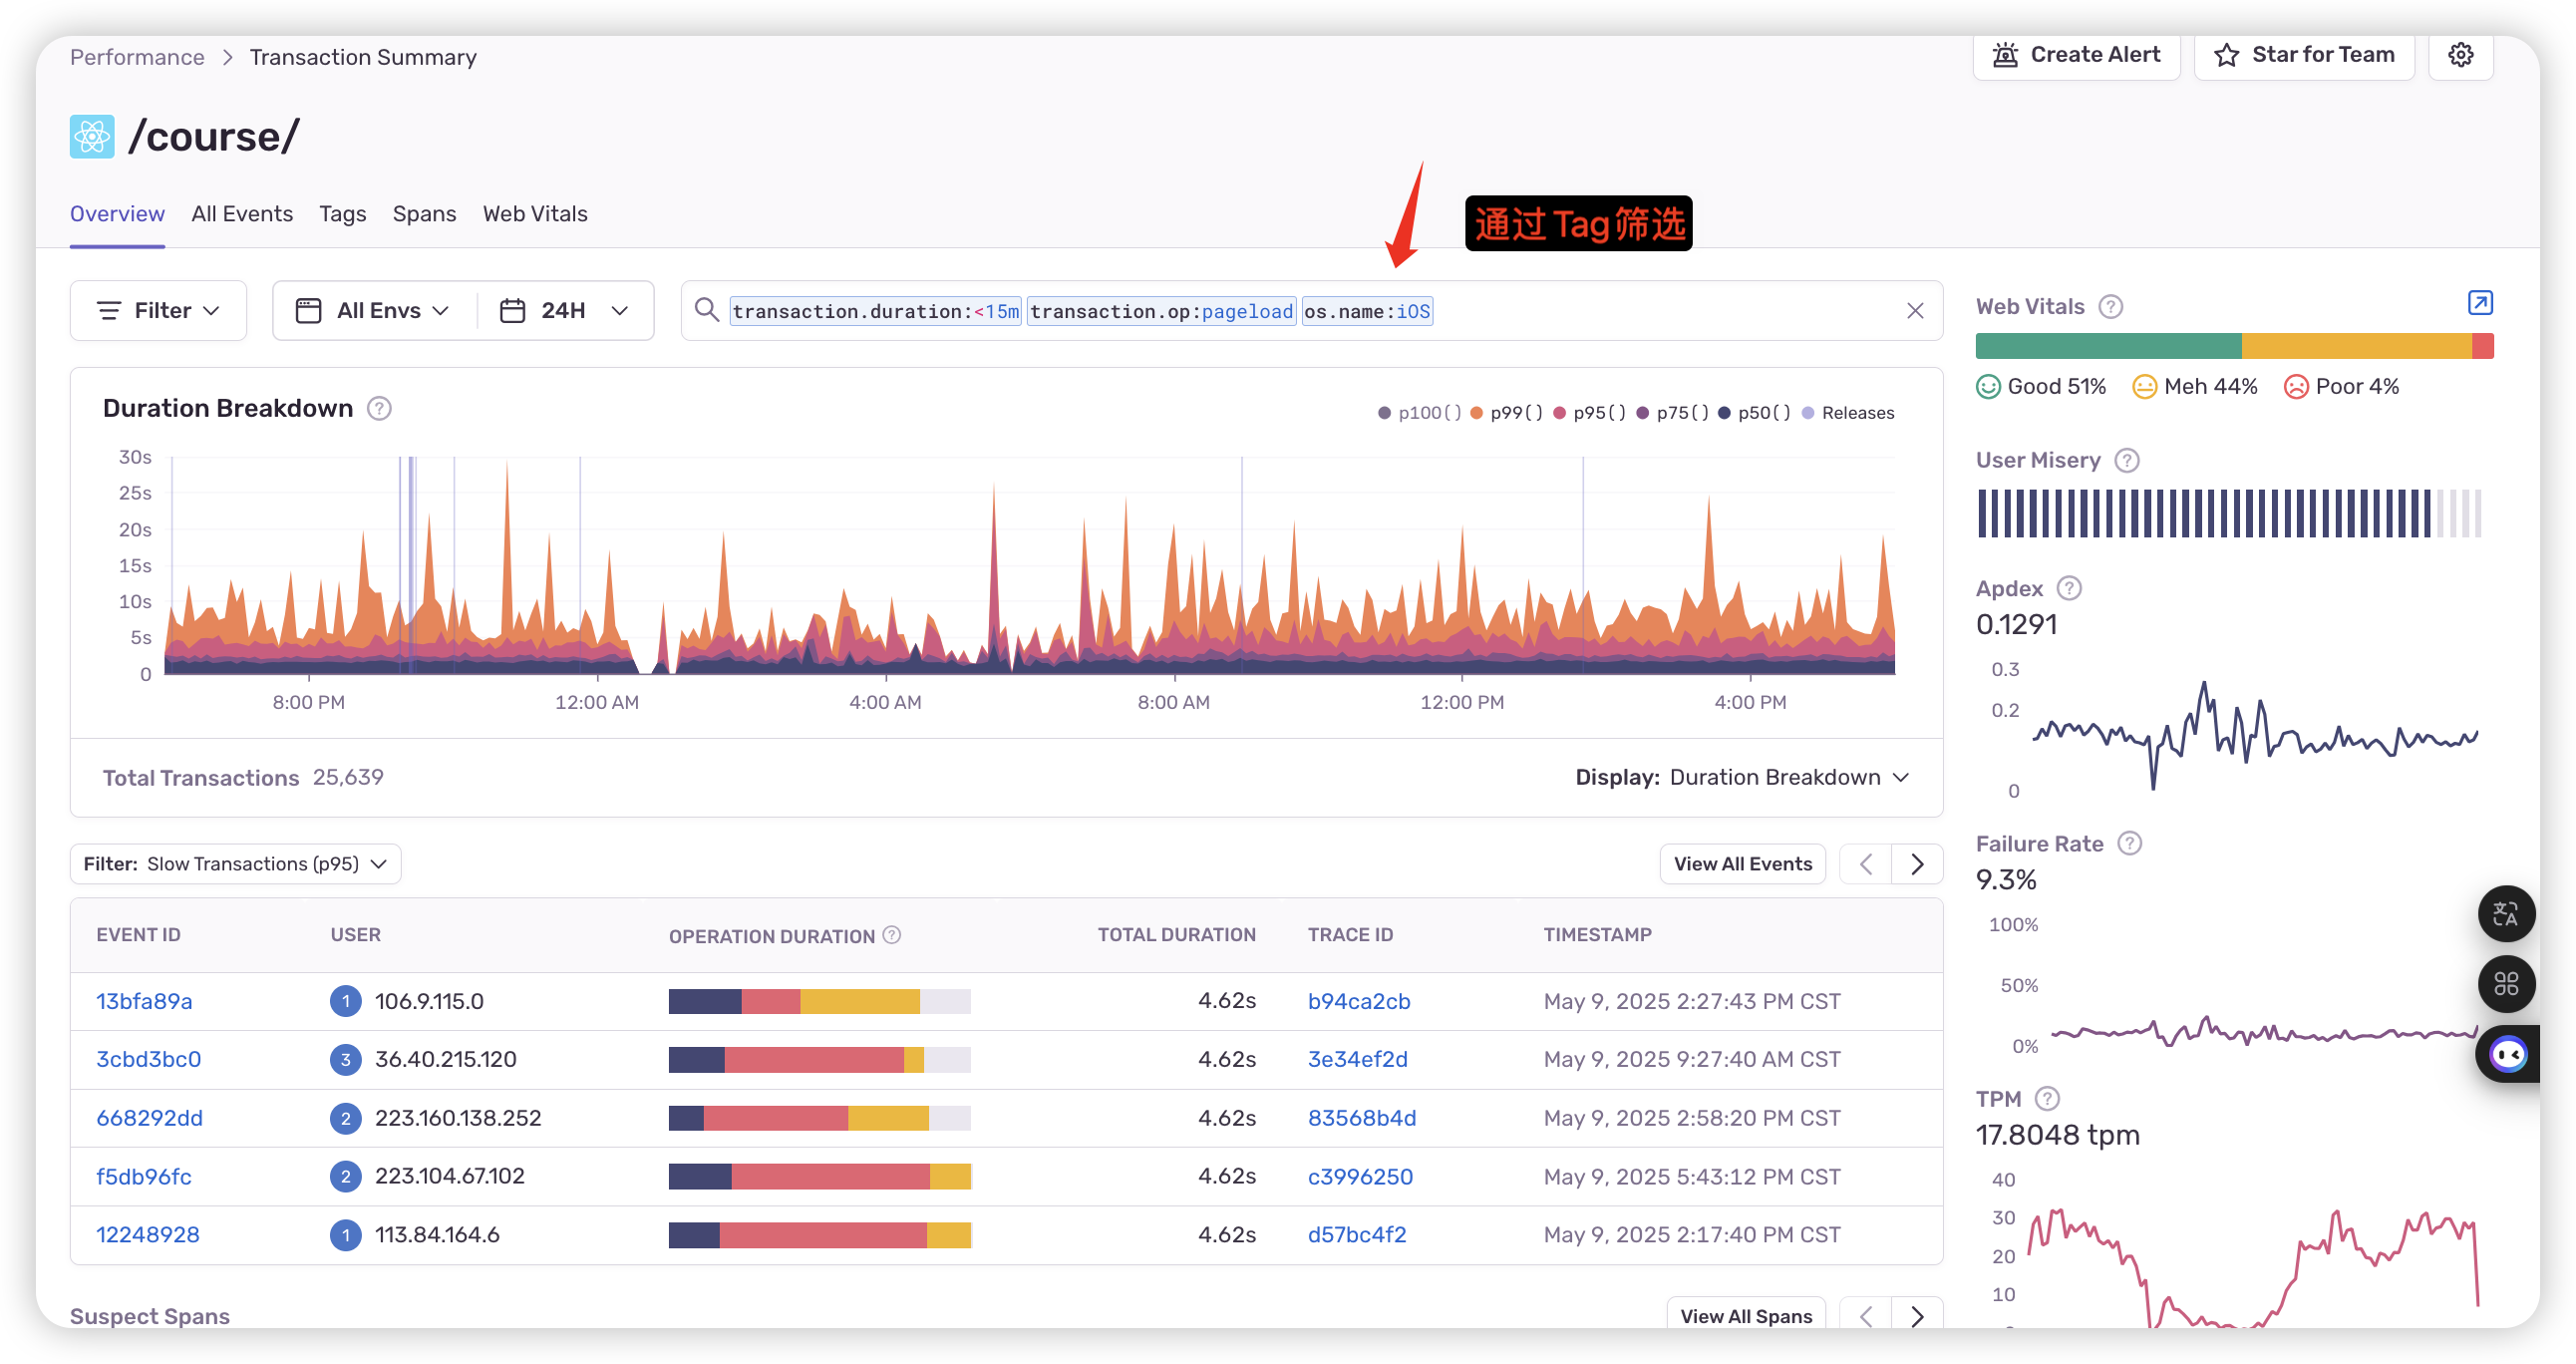 Performance > Transaction Summary
Create Alert
Star for Team
/course/
Overview All Events Tags Spans Web Vitals
通过Tag筛选
Filter
All Envs
24H
transaction.duration:<15m transaction.op:pageload os.name:iOS
Duration Breakdown
p100() p99() p95() p75() p50() Releases
30s
25s
20s
15s
10s
5s
0
8:00 PM 12:00 AM 4:00 AM 8:00 AM 12:00 PM 4:00 PM
Total Transactions 25,639
Display: Duration Breakdown
Filter: Slow Transactions (p95)
View All Events
EVENT ID USER OPERATION DURATION TOTAL DURATION TRACE ID TIMESTAMP
13bfa89a 1 106.9.115.0 4.62s b94ca2cb May 9, 2025 2:27:43 PM CST
3cbd3bc0 3 36.40.215.120 4.62s 3e34ef2d May 9, 2025 9:27:40 AM CST
668292dd 2 223.160.138.252 4.62s 83568b4d May 9, 2025 2:58:20 PM CST
f5db96fc 2 223.104.67.102 4.62s c3996250 May 9, 2025 5:43:12 PM CST
12248928 1 113.84.164.6 4.62s d57bc4f2 May 9, 2025 2:17:40 PM CST
Suspect Spans
View All Spans
Web Vitals
Good 51% Meh 44% Poor 4%
User Misery
Apdex
0.1291
0.3
0.2
0
Failure Rate
9.3%
100%
50%
0%
TPM
17.8048 tpm
40
30
20
10